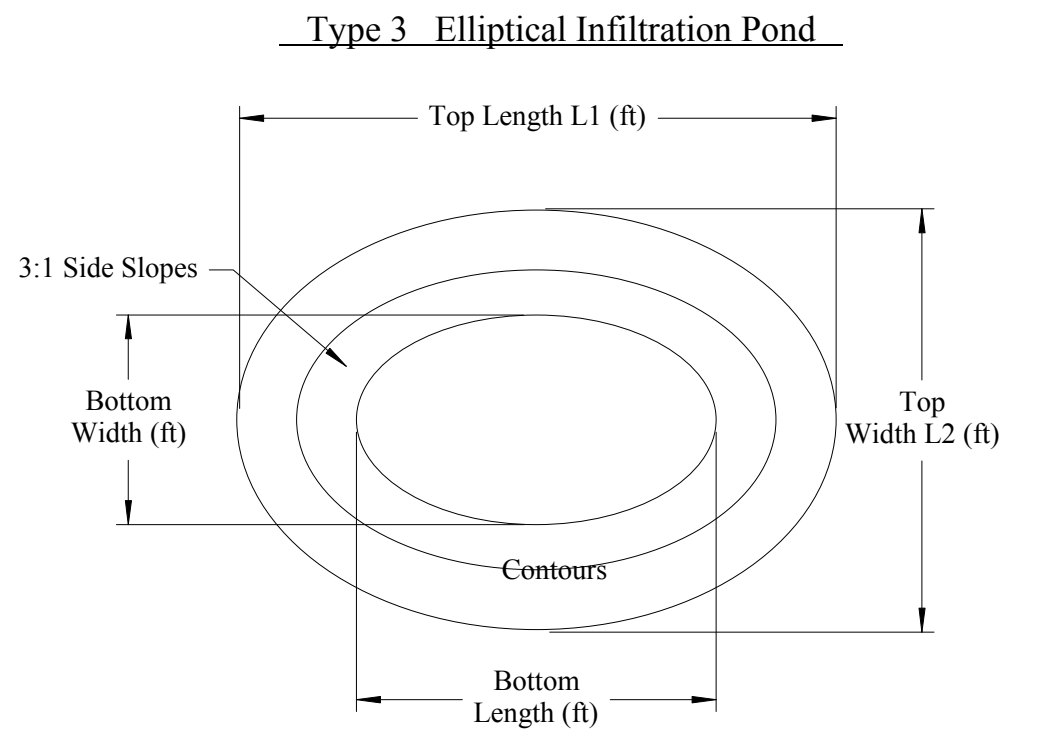 Type 3 Elliptical Infiltration Pond
Top Length L1 (ft)
3:1 Side Slopes
Bottom
Width (ft)
Top
Width L2 (ft)
Contours
Bottom
Length (ft)